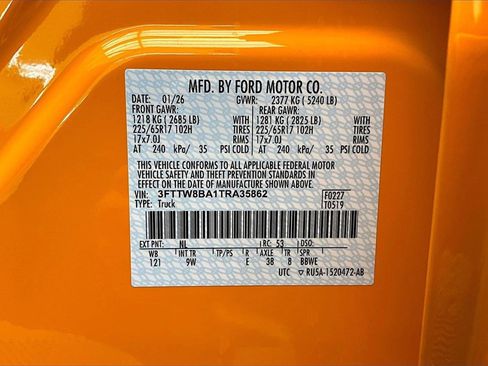 MFD. BY FORD MOTOR CO.
DATE: 01/26 GVWR: 2377 KG ( 5240 LB)
FRONT GAWR: REAR GAWR:
1218 KG ( 2685 LB) WITH 1281 KG ( 2825 LB) WITH
225/65R17 102H TIRES 225/65R17 102H TIRES
17x7.0J RIMS 17x7.0J RIMS
AT 240 kPa/ 35 PSI COLD AT 240 kPa/ 35 PSI COLD
THIS VEHICLE CONFORMS TO ALL APPLICABLE FEDERAL MOTOR
VEHICLE SAFETY AND THEFT PREVENTION STANDARDS IN
EFFECT ON THE DATE OF MANUFACTURE SHOWN ABOVE.
VIN: 3FTTW8BA1TRA35862 F0227
TYPE: Truck T0519
EXT PNT: NL RC: 53 DSO:
WB INT TR TP/PS R AXLE TR SPR
121 9W E 38 8 BBWE
UTC RU5A-1520472-AB